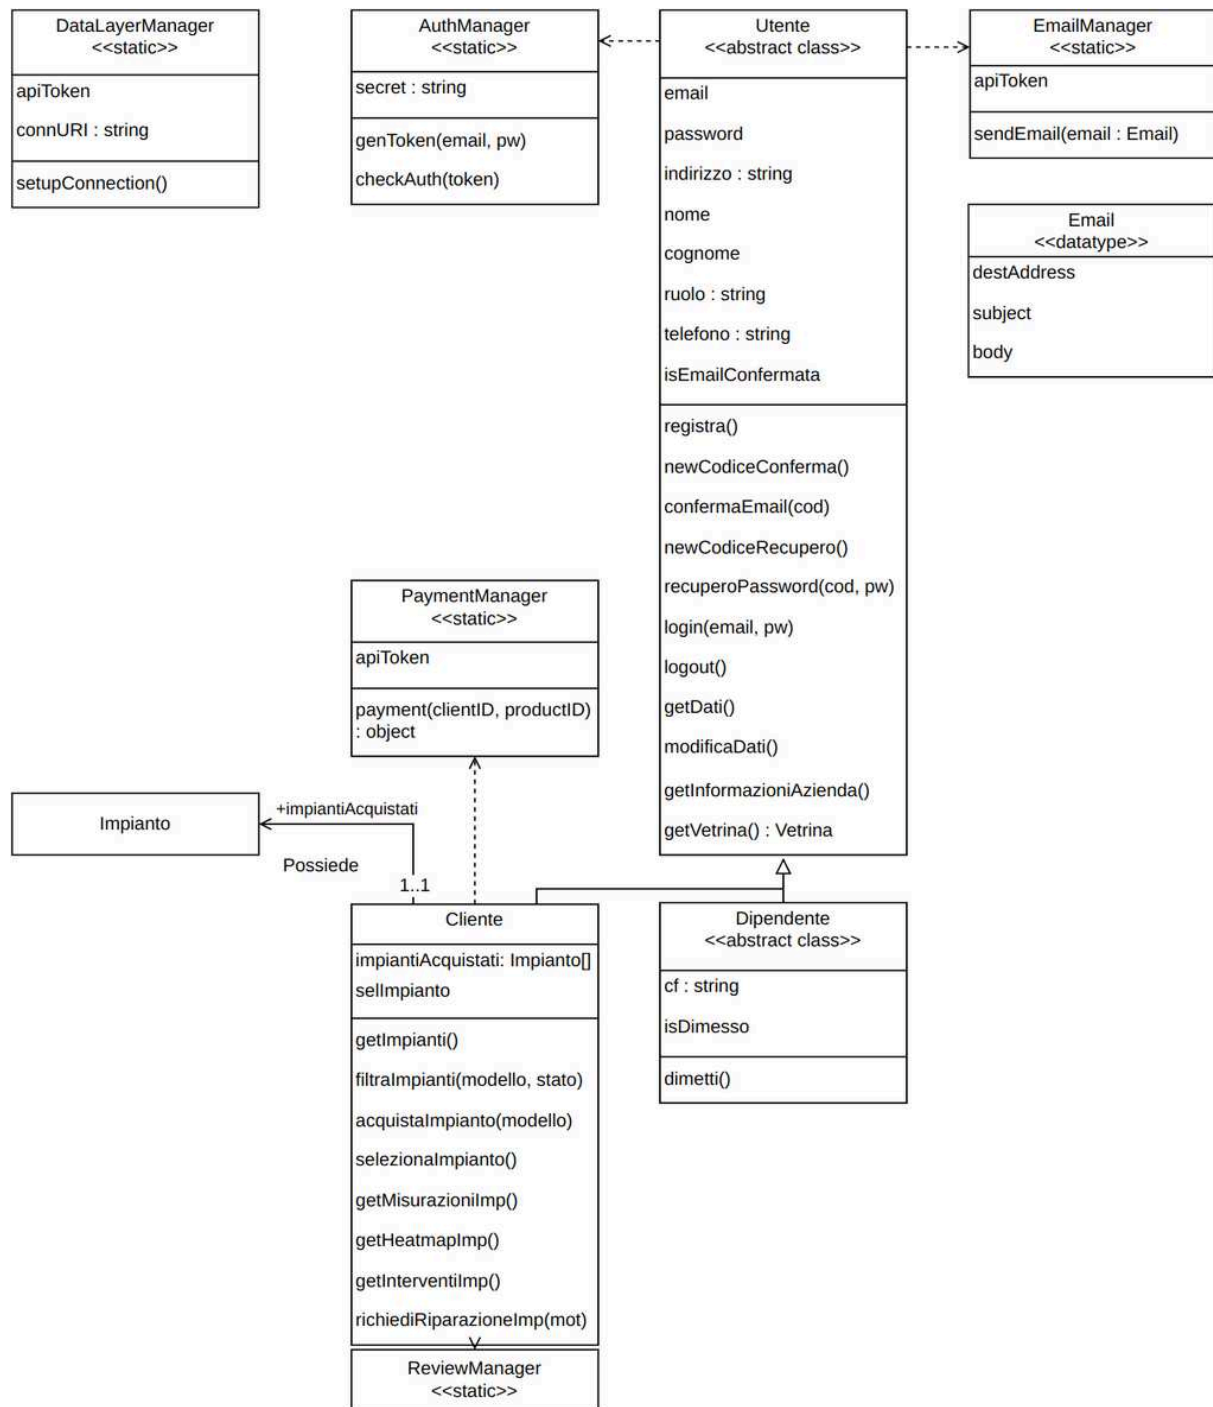 DataLayerManager
<<static>>
apiToken
connURI : string
setupConnection()
AuthManager
<<static>>
secret : string
genToken(email, pw)
checkAuth(token)
Utente
<<abstract class>>
email
password
indirizzo : string
nome
cognome
ruolo : string
telefono : string
isEmailConfermata
registra()
newCodiceConferma()
confermaEmail(cod)
newCodiceRecupero()
recuperoPassword(cod, pw)
login(email, pw)
logout()
getDati()
modificaDati()
getInformazioniAzienda()
getVetrina() : Vetrina
EmailManager
<<static>>
apiToken
sendEmail(email : Email)
Email
<<datatype>>
destAddress
subject
body
PaymentManager
<<static>>
apiToken
payment(clientID, productID)
: object
Impianto
+impiantiAcquistati
Possiede
1..1
Cliente
impiantiAcquistati: Impianto[]
selImpianto
getImpianti()
filtraImpianti(modello, stato)
acquistaImpianto(modello)
selezionaImpianto()
getMisurazioniImp()
getHeatmapImp()
getInterventiImp()
richiediRiparazioneImp(mot)
Dipendente
<<abstract class>>
cf : string
isDimesso
dimetti()
ReviewManager
<<static>>